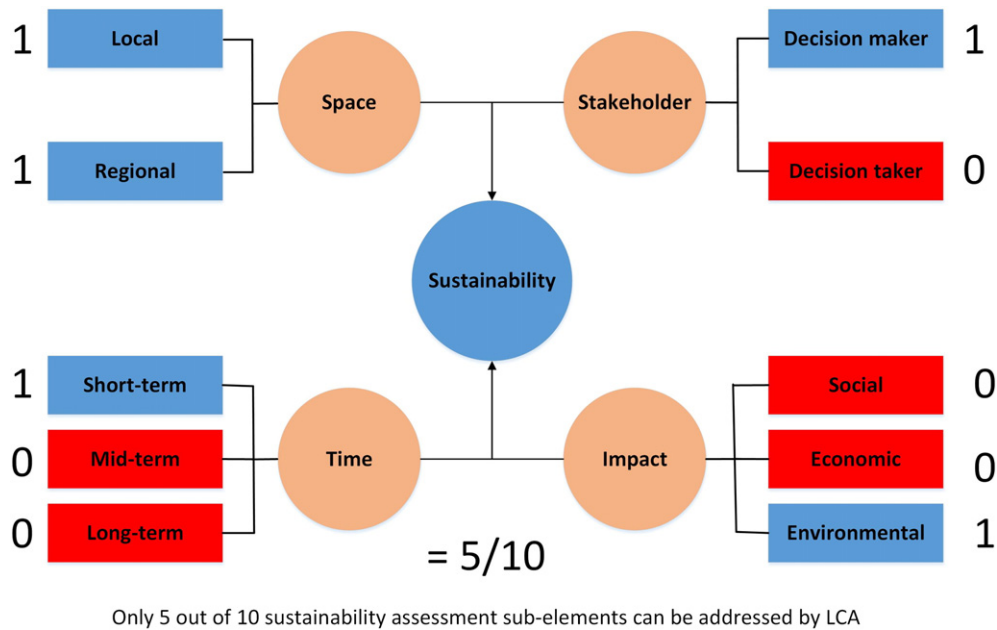 1 Local
Space
1 Regional
Stakeholder
Decision maker 1
Decision taker 0
Sustainability
1 Short-term
0 Mid-term
0 Long-term
Time
Impact
Social 0
Economic 0
Environmental 1
= 5/10
Only 5 out of 10 sustainability assessment sub-elements can be addressed by LCA